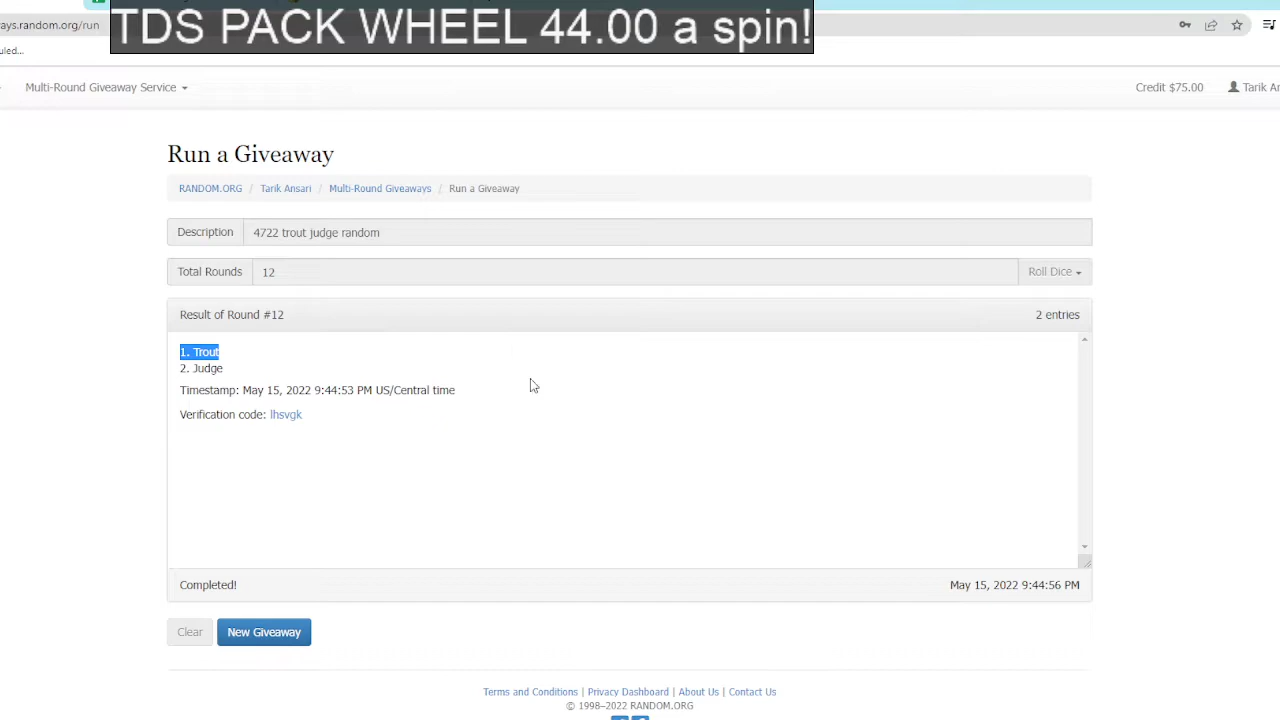 TDS PACK WHEEL 44.00 a spin!
ays.random.org/run
uled...
Multi-Round Giveaway Service
Credit $75.00
Tarik An
Run a Giveaway
RANDOM.ORG / Tarik Ansari / Multi-Round Giveaways / Run a Giveaway
Description 4722 trout judge random
Total Rounds 12 Roll Dice
Result of Round #12 2 entries
1. Trout
2. Judge
Timestamp: May 15, 2022 9:44:53 PM US/Central time
Verification code: lhsvgk
Completed! May 15, 2022 9:44:56 PM
Clear New Giveaway
Terms and Conditions | Privacy Dashboard | About Us | Contact Us
© 1998–2022 RANDOM.ORG